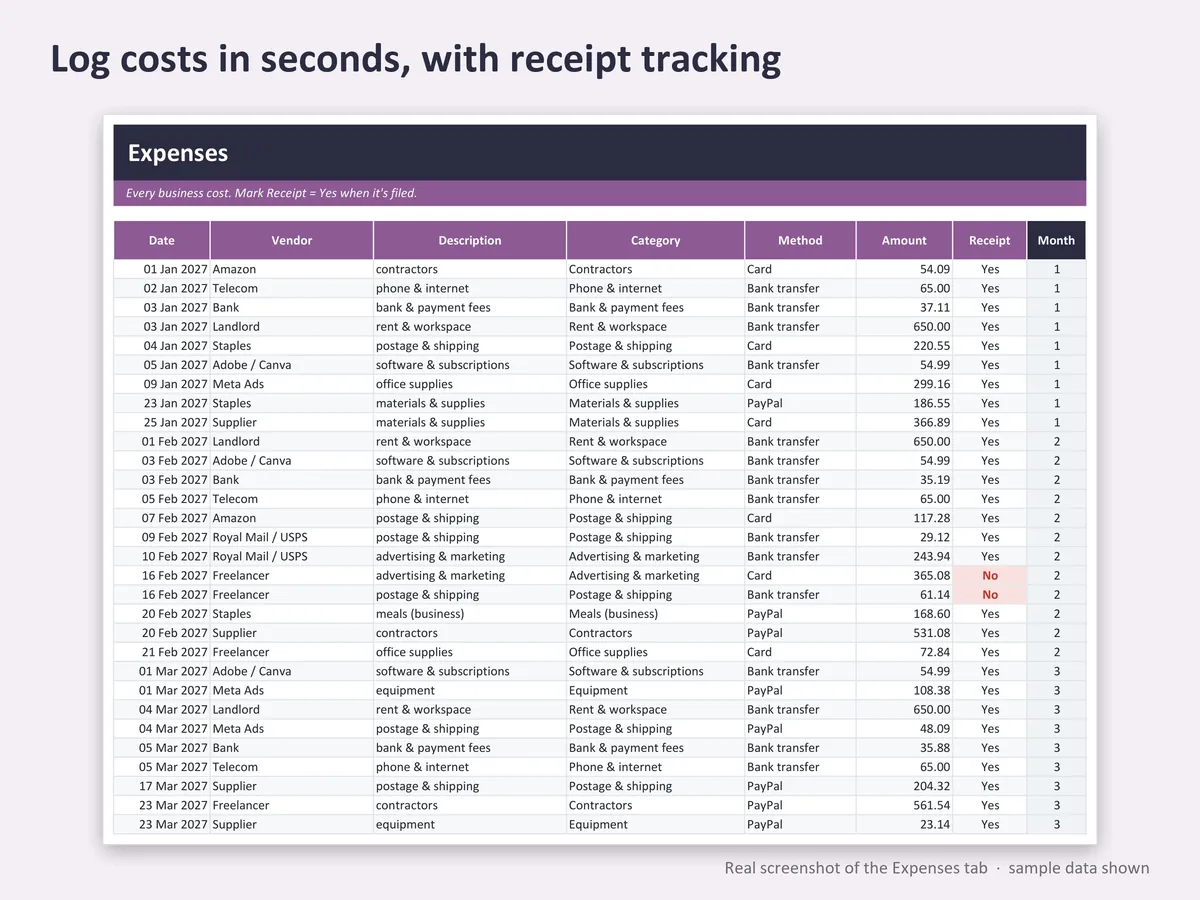 Log costs in seconds, with receipt tracking
Expenses
Every business cost. Mark Receipt = Yes when it's filed.
Date Vendor Description Category Method Amount Receipt Month
01 Jan 2027 Amazon contractors Contractors Card 54.09 Yes 1
02 Jan 2027 Telecom phone & internet Phone & internet Bank transfer 65.00 Yes 1
03 Jan 2027 Bank bank & payment fees Bank & payment fees Bank transfer 37.11 Yes 1
03 Jan 2027 Landlord rent & workspace Rent & workspace Bank transfer 650.00 Yes 1
04 Jan 2027 Staples postage & shipping Postage & shipping Card 220.55 Yes 1
05 Jan 2027 Adobe / Canva software & subscriptions Software & subscriptions Bank transfer 54.99 Yes 1
09 Jan 2027 Meta Ads office supplies Office supplies Card 299.16 Yes 1
23 Jan 2027 Staples materials & supplies Materials & supplies PayPal 186.55 Yes 1
25 Jan 2027 Supplier materials & supplies Materials & supplies Card 366.89 Yes 1
01 Feb 2027 Landlord rent & workspace Rent & workspace Bank transfer 650.00 Yes 2
03 Feb 2027 Adobe / Canva software & subscriptions Software & subscriptions Bank transfer 54.99 Yes 2
03 Feb 2027 Bank bank & payment fees Bank & payment fees Bank transfer 35.19 Yes 2
05 Feb 2027 Telecom phone & internet Phone & internet Bank transfer 65.00 Yes 2
07 Feb 2027 Amazon postage & shipping Postage & shipping Card 117.28 Yes 2
09 Feb 2027 Royal Mail / USPS postage & shipping Postage & shipping Bank transfer 29.12 Yes 2
10 Feb 2027 Royal Mail / USPS advertising & marketing Advertising & marketing Bank transfer 243.94 Yes 2
16 Feb 2027 Freelancer advertising & marketing Advertising & marketing Card 365.08 No 2
16 Feb 2027 Freelancer postage & shipping Postage & shipping Bank transfer 61.14 No 2
20 Feb 2027 Staples meals (business) Meals (business) PayPal 168.60 Yes 2
20 Feb 2027 Supplier contractors Contractors PayPal 531.08 Yes 2
21 Feb 2027 Freelancer office supplies Office supplies Card 72.84 Yes 2
01 Mar 2027 Adobe / Canva software & subscriptions Software & subscriptions Bank transfer 54.99 Yes 3
01 Mar 2027 Meta Ads equipment Equipment PayPal 108.38 Yes 3
04 Mar 2027 Landlord rent & workspace Rent & workspace Bank transfer 650.00 Yes 3
04 Mar 2027 Meta Ads postage & shipping Postage & shipping PayPal 48.09 Yes 3
05 Mar 2027 Bank bank & payment fees Bank & payment fees Bank transfer 35.88 Yes 3
05 Mar 2027 Telecom phone & internet Phone & internet Bank transfer 65.00 Yes 3
17 Mar 2027 Supplier postage & shipping Postage & shipping PayPal 204.32 Yes 3
23 Mar 2027 Freelancer contractors Contractors PayPal 561.54 Yes 3
23 Mar 2027 Supplier equipment Equipment PayPal 23.14 Yes 3
Real screenshot of the Expenses tab · sample data shown